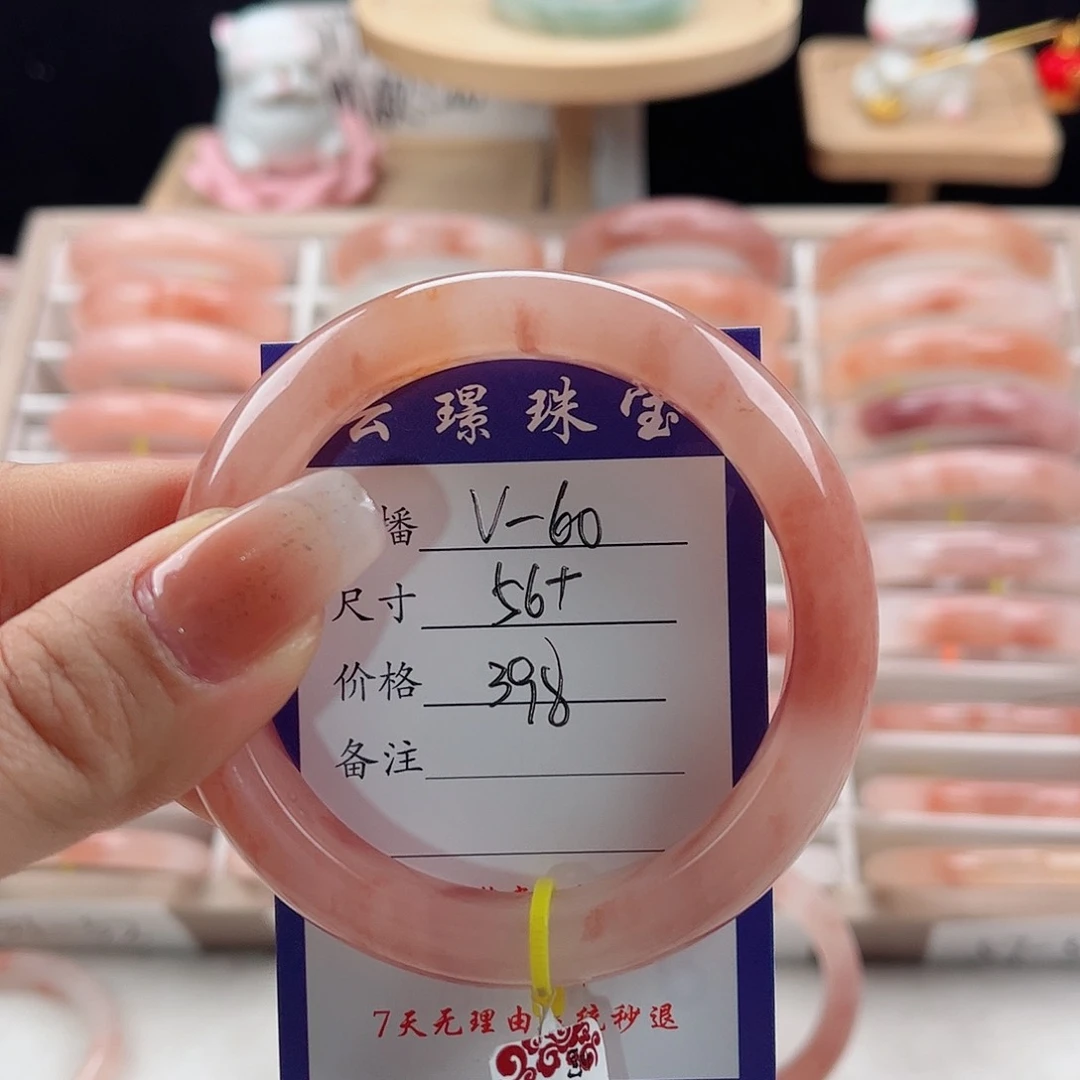 云璟珠宝
播 V-60
尺寸 56+
价格 398
备注
7天无理由 统秒退